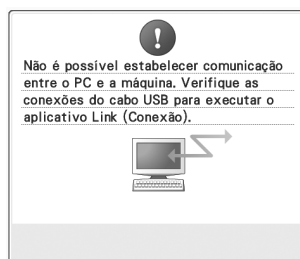 Não é possível estabelecer comunicação
entre o PC e a máquina. Verifique as
conexões do cabo USB para executar o
aplicativo Link (Conexão).